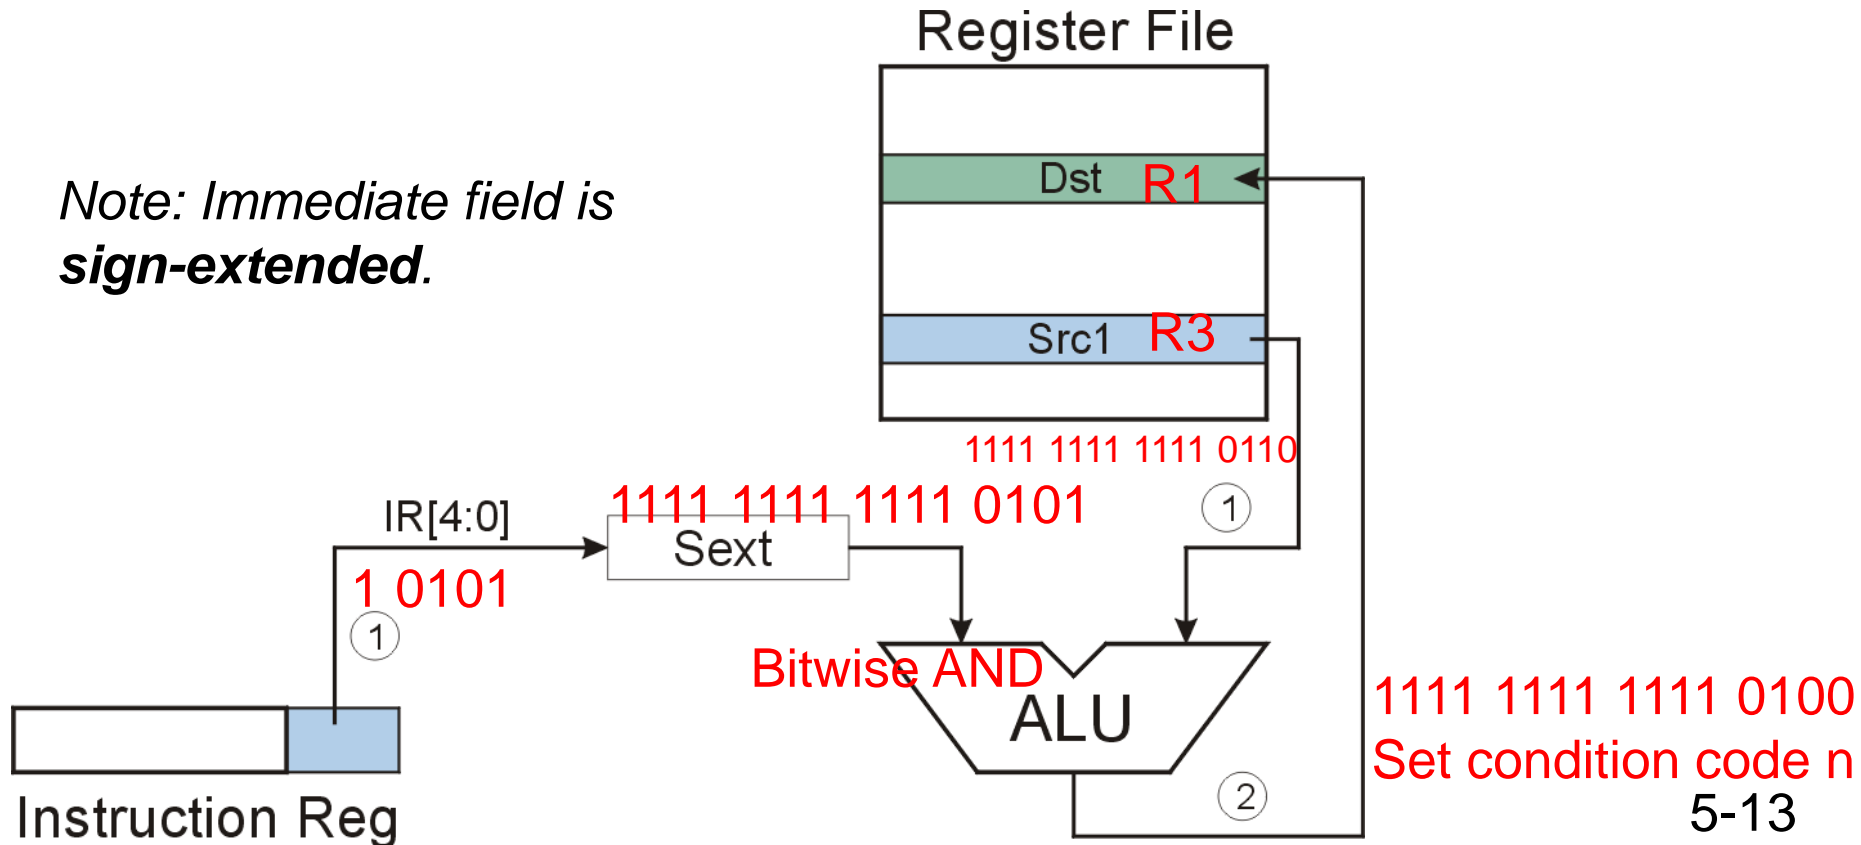 Register File
Dst R1
Note: Immediate field is
sign-extended.
Src1 R3
1111 1111 1111 0110
1111 1111 1111 0101
1
IR[4:0]
Sext
1 0101
1
Bitwise AND
ALU
1111 1111 1111 0100
Set condition code n
2
Instruction Reg
5-13